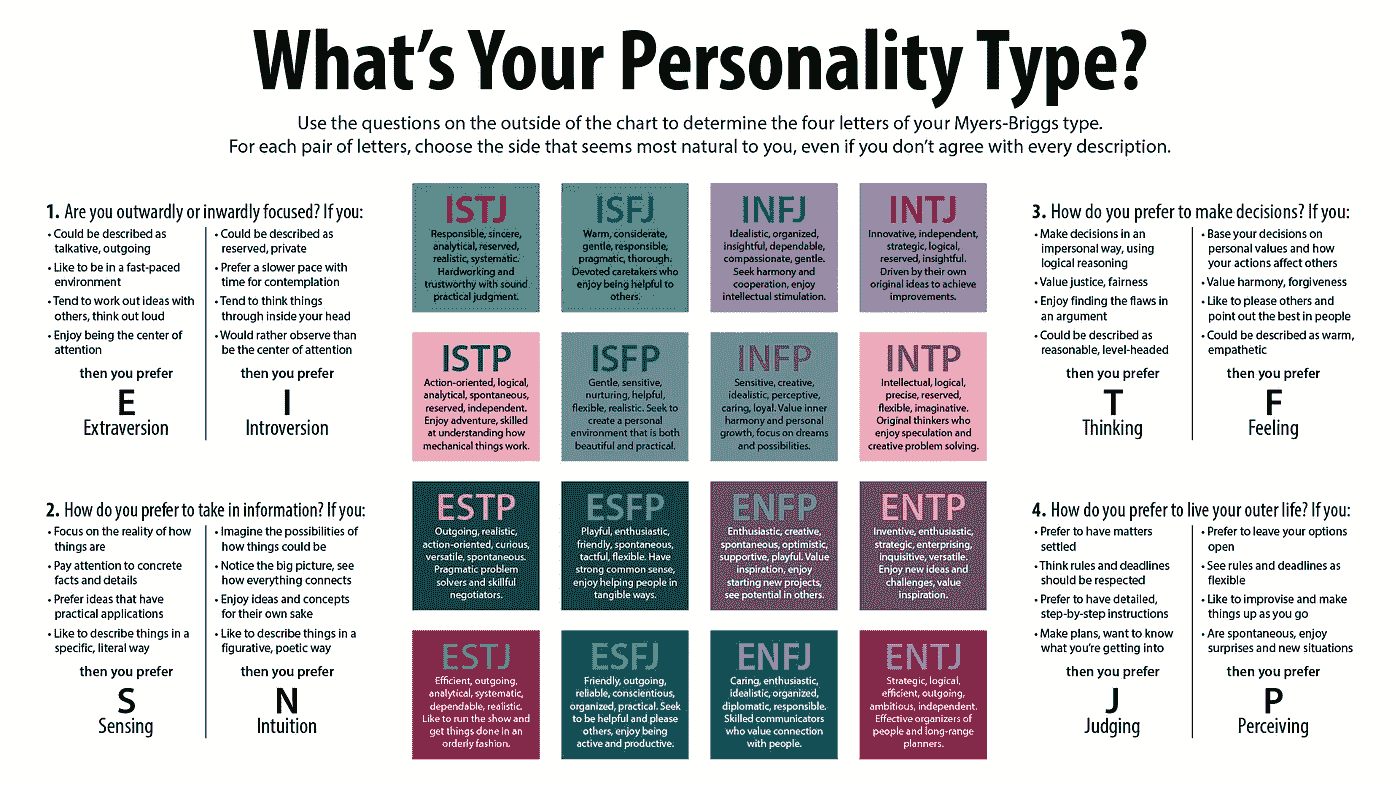 What's Your Personality Type?
Use the questions on the outside of the chart to determine the four letters of your Myers-Briggs type.
For each pair of letters, choose the side that seems most natural to you, even if you don't agree with every description.
1. Are you outwardly or inwardly focused? If you:
• Could be described as
talkative, outgoing
• Like to be in a fast-paced
environment
• Tend to work out ideas with
others, think out loud
• Enjoy being the center of
attention
then you prefer
E
Extraversion
• Could be described as
reserved, private
• Prefer a slower pace with
time for contemplation
• Tend to think things
through inside your head
• Would rather observe than
be the center of attention
then you prefer
I
Introversion
2. How do you prefer to take in information? If you:
• Focus on the reality of how
things are
• Pay attention to concrete
facts and details
• Prefer ideas that have
practical applications
• Like to describe things in a
specific, literal way
then you prefer
S
Sensing
• Imagine the possibilities of
how things could be
• Notice the big picture, see
how everything connects
• Enjoy ideas and concepts
for their own sake
• Like to describe things in a
figurative, poetic way
then you prefer
N
Intuition
ISTJ
Responsible, sincere,
analytical, reserved,
realistic, systematic.
Hardworking and
trustworthy with sound
practical judgment.
ISFJ
Warm, considerate,
gentle, responsible,
pragmatic, thorough.
Devoted caretakers who
enjoy being helpful to
others.
INFJ
Idealistic, organized,
insightful, dependable,
compassionate, gentle.
Seek harmony and
cooperation, enjoy
intellectual stimulation.
INTJ
Innovative, independent,
strategic, logical,
reserved, insightful.
Driven by their own
original ideas to achieve
improvements.
ISTP
Action-oriented, logical,
analytical, spontaneous,
reserved, independent.
Enjoy adventure, skilled
at understanding how
mechanical things work.
ISFP
Gentle, sensitive,
nurturing, helpful,
flexible, realistic. Seek to
create a personal
environment that is both
beautiful and practical.
INFP
Sensitive, creative,
idealistic, perceptive,
caring, loyal. Value inner
harmony and personal
growth, focus on dreams
and possibilities.
INTP
Intellectual, logical,
precise, reserved,
flexible, imaginative.
Original thinkers who
enjoy speculation and
creative problem solving.
ESTP
Outgoing, realistic,
action-oriented, curious,
versatile, spontaneous.
Pragmatic problem
solvers and skillful
negotiators.
ESFP
Playful, enthusiastic,
friendly, spontaneous,
tactful, flexible. Have
strong common sense,
enjoy helping people in
tangible ways.
ENFP
Enthusiastic, creative,
spontaneous, optimistic,
supportive, playful. Value
inspiration, enjoy
starting new projects,
see potential in others.
ENTP
Inventive, enthusiastic,
strategic, enterprising,
inquisitive, versatile.
Enjoy new ideas and
challenges, value
inspiration.
ESTJ
Efficient, outgoing,
analytical, systematic,
dependable, realistic.
Like to run the show and
get things done in an
orderly fashion.
ESFJ
Friendly, outgoing,
reliable, conscientious,
organized, practical. Seek
to be helpful and please
others, enjoy being
active and productive.
ENFJ
Caring, enthusiastic,
idealistic, organized,
diplomatic, responsible.
Skilled communicators
who value connection
with people.
ENTJ
Strategic, logical,
efficient, outgoing,
ambitious, independent.
Effective organizers of
people and long-range
planners.
3. How do you prefer to make decisions? If you:
• Make decisions in an
impersonal way, using
logical reasoning
• Value justice, fairness
• Enjoy finding the flaws in
an argument
• Could be described as
reasonable, level-headed
then you prefer
T
Thinking
• Base your decisions on
personal values and how
your actions affect others
• Value harmony, forgiveness
• Like to please others and
point out the best in people
• Could be described as warm,
empathetic
then you prefer
F
Feeling
4. How do you prefer to live your outer life? If you:
• Prefer to have matters
settled
• Think rules and deadlines
should be respected
• Prefer to have detailed,
step-by-step instructions
• Make plans, want to know
what you're getting into
then you prefer
J
Judging
• Prefer to leave your options
open
• See rules and deadlines as
flexible
• Like to improvise and make
things up as you go
• Are spontaneous, enjoy
surprises and new situations
then you prefer
P
Perceiving